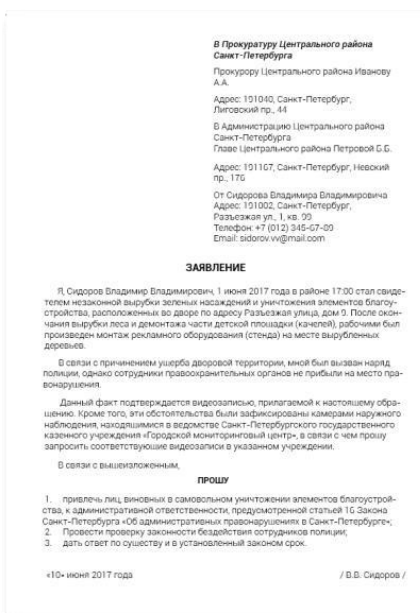 В Прокуратуру Центрального района
Санкт-Петербурга
Прокурору Центрального района Иванову
А.А.
Адрес: 191040, Санкт-Петербург,
Лиговский пр., 44
В Администрацию Центрального района
Санкт-Петербурга
Главе Центрального района Петровой Б.Б.
Адрес: 191167, Санкт-Петербург, Невский
пр., 176
От Сидорова Владимира Владимировича
Адрес: 191002, Санкт-Петербург,
Разъезжая ул., 1, кв. 99
Телефон: +7 (012) 345-67-89
Email: sidorov.vv@mail.com
ЗАЯВЛЕНИЕ
Я, Сидоров Владимир Владимирович, 1 июня 2017 года в районе 17:00 стал свиде-
телем незаконной вырубки зеленых насаждений и уничтожения элементов благоу-
стройства, расположенных во дворе по адресу Разъезжая улица, дом 9. После окон-
чания вырубки леса и демонтажа части детской площадки (качелей), рабочими был
произведен монтаж рекламного оборудования (стенда) на месте вырубленных
деревьев.
В связи с причинением ущерба дворовой территории, мной был вызван наряд
полиции, однако сотрудники правоохранительных органов не прибыли на место пра-
вонарушения.
Данный факт подтверждается видеозаписью, прилагаемой к настоящему обра-
щению. Кроме того, эти обстоятельства были зафиксированы камерами наружного
наблюдения, находящимися в ведомстве Санкт-Петербургского государственного
казенного учреждения «Городской мониторинговый центр», в связи с чем прошу
запросить соответствующие видеозаписи в указанном учреждении.
В связи с вышеизложенным,
ПРОШУ
1. привлечь лиц, виновных в самовольном уничтожении элементов благоустрой-
ства, к административной ответственности, предусмотренной статьей 16 Закона
Санкт-Петербурга «Об административных правонарушениях в Санкт-Петербурге»;
2. Провести проверку законности бездействия сотрудников полиции;
3. дать ответ по существу и в установленный законом срок.
«10» июня 2017 года / В.В. Сидоров /